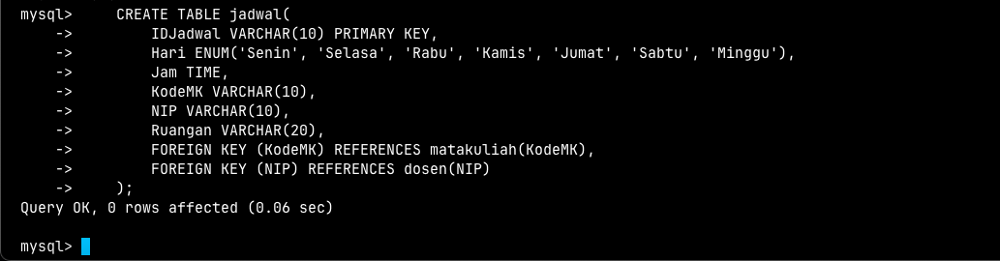 mysql>     CREATE TABLE jadwal(
    ->         IDJadwal VARCHAR(10) PRIMARY KEY,
    ->         Hari ENUM('Senin', 'Selasa', 'Rabu', 'Kamis', 'Jumat', 'Sabtu', 'Minggu'),
    ->         Jam TIME,
    ->         KodeMK VARCHAR(10),
    ->         NIP VARCHAR(10),
    ->         Ruangan VARCHAR(20),
    ->         FOREIGN KEY (KodeMK) REFERENCES matakuliah(KodeMK),
    ->         FOREIGN KEY (NIP) REFERENCES dosen(NIP)
    ->     );
Query OK, 0 rows affected (0.06 sec)
mysql>